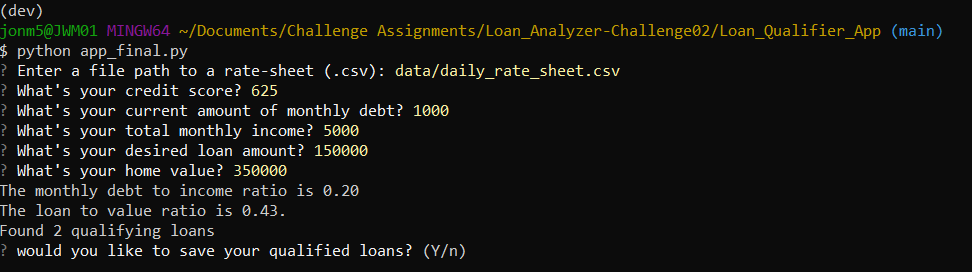 (dev)
jonm5@JWM01 MINGW64 ~/Documents/Challenge Assignments/Loan_Analyzer-Challenge02/Loan_Qualifier_App (main)
$ python app_final.py
? Enter a file path to a rate-sheet (.csv): data/daily_rate_sheet.csv
? What's your credit score? 625
? What's your current amount of monthly debt? 1000
? What's your total monthly income? 5000
? What's your desired loan amount? 150000
? What's your home value? 350000
The monthly debt to income ratio is 0.20
The loan to value ratio is 0.43.
Found 2 qualifying loans
? would you like to save your qualified loans? (Y/n)